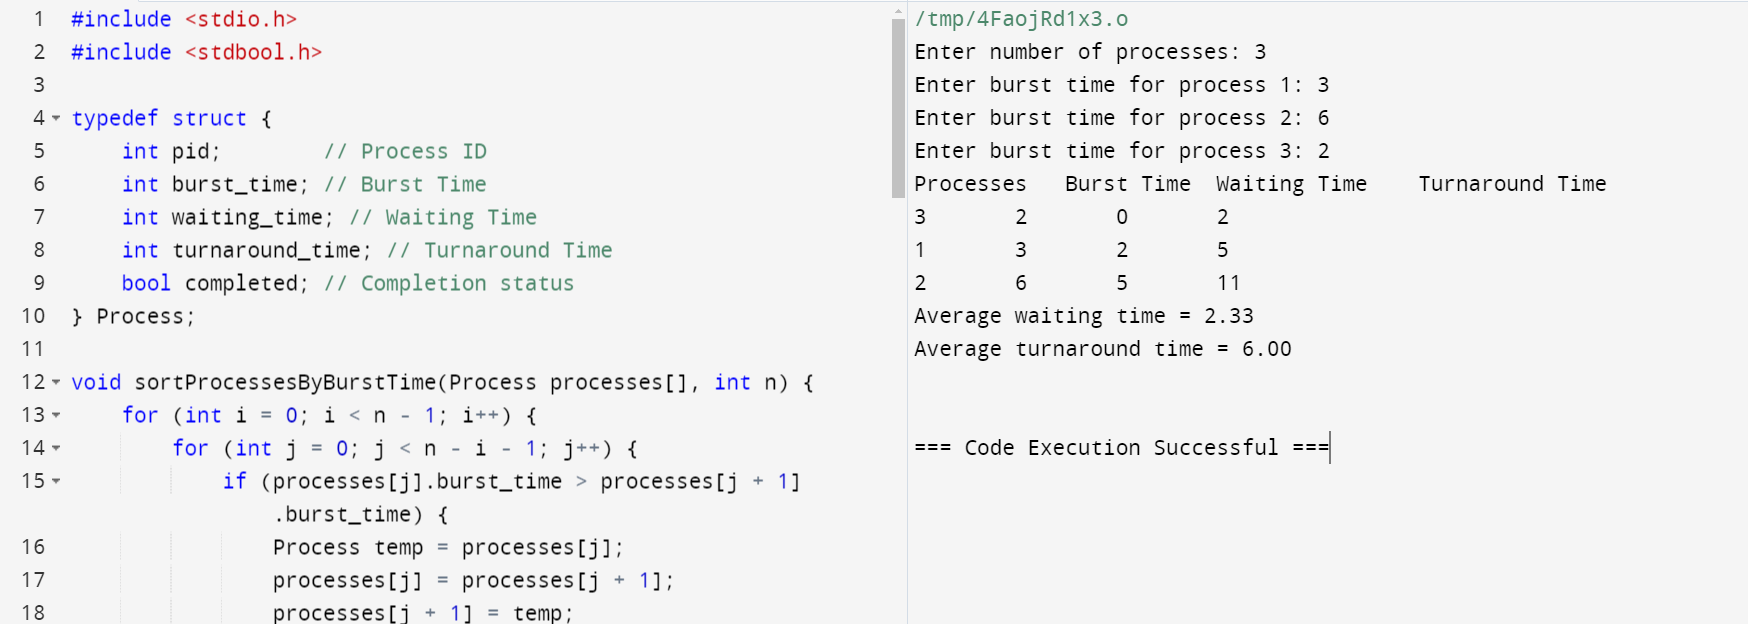 1 #include <stdio.h>
2 #include <stdbool.h>
3
4 typedef struct {
5     int pid;        // Process ID
6     int burst_time; // Burst Time
7     int waiting_time; // Waiting Time
8     int turnaround_time; // Turnaround Time
9     bool completed; // Completion status
10 } Process;
11
12 void sortProcessesByBurstTime(Process processes[], int n) {
13     for (int i = 0; i < n - 1; i++) {
14         for (int j = 0; j < n - i - 1; j++) {
15             if (processes[j].burst_time > processes[j + 1]
                .burst_time) {
16                 Process temp = processes[j];
17                 processes[j] = processes[j + 1];
18                 processes[j + 1] = temp;
/tmp/4FaojRd1x3.o
Enter number of processes: 3
Enter burst time for process 1: 3
Enter burst time for process 2: 6
Enter burst time for process 3: 2
Processes   Burst Time  Waiting Time    Turnaround Time
3       2       0       2
1       3       2       5
2       6       5       11
Average waiting time = 2.33
Average turnaround time = 6.00
=== Code Execution Successful ===